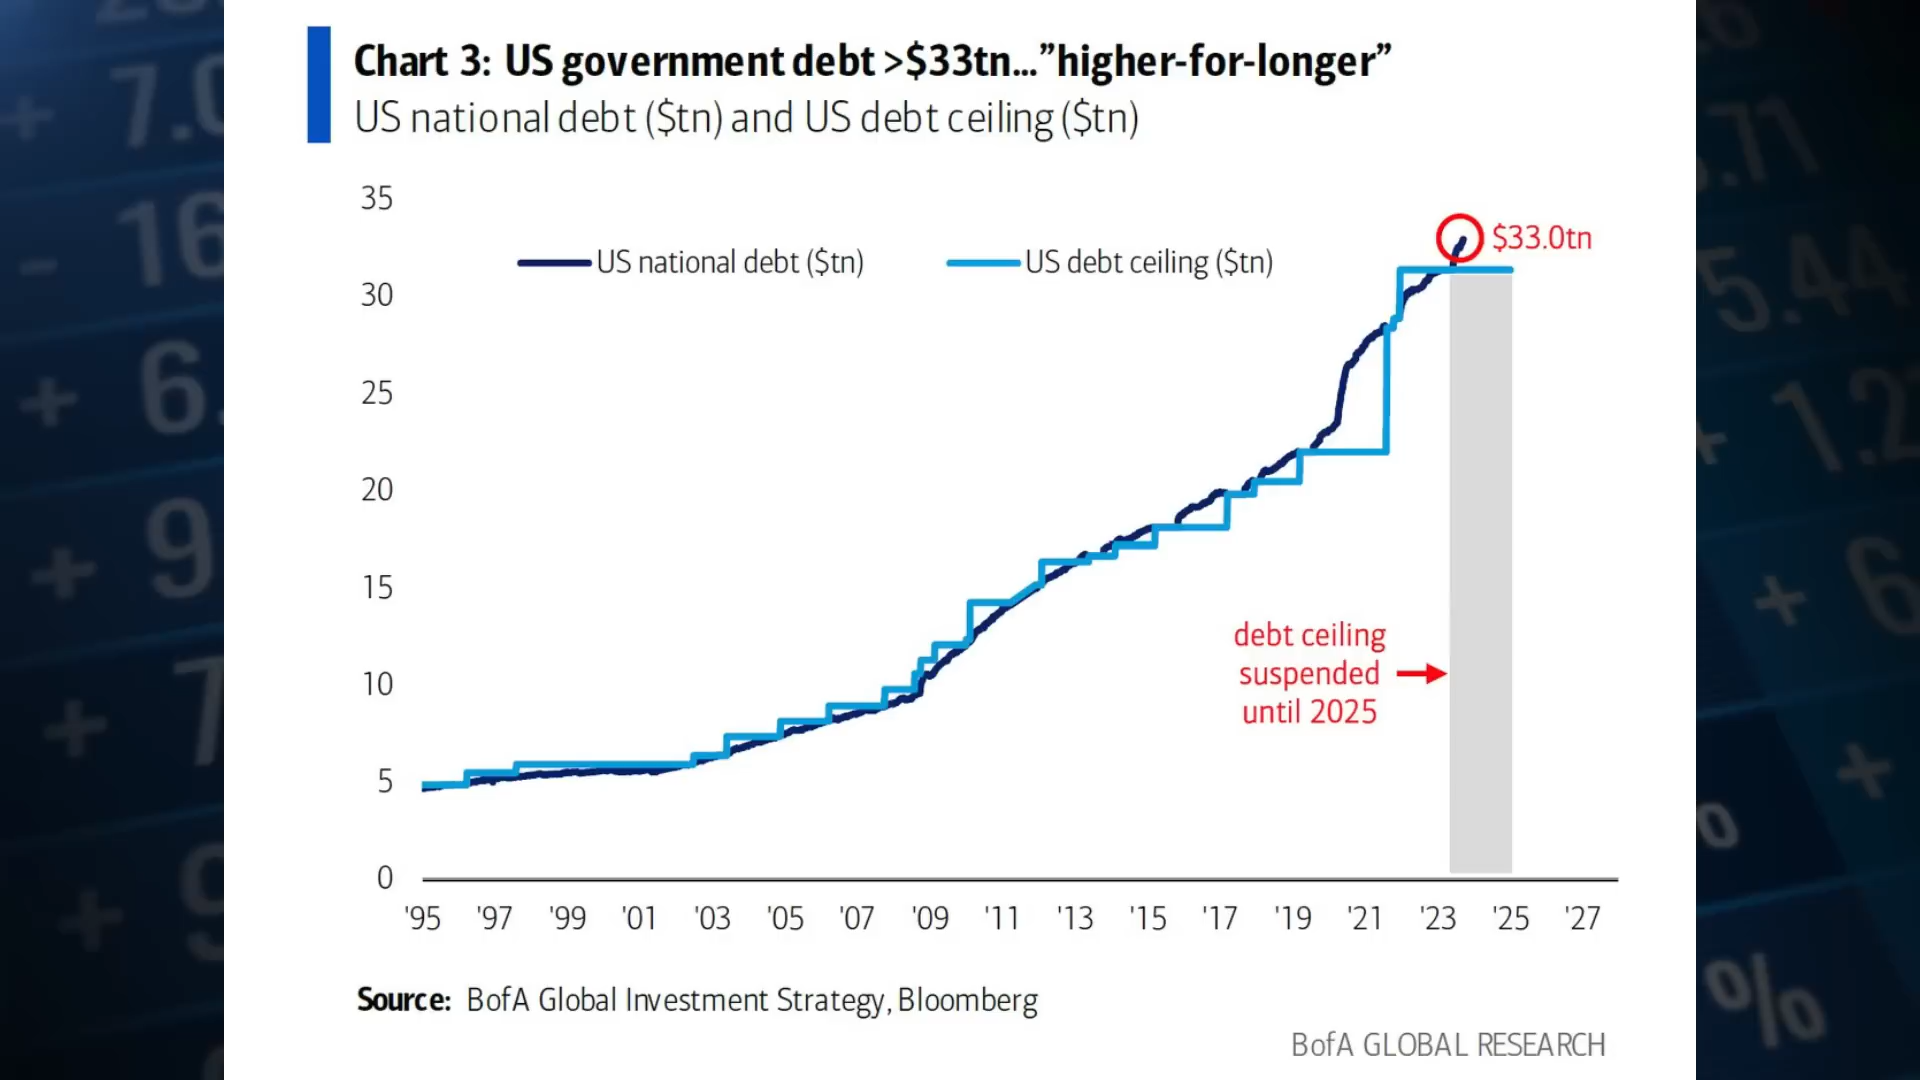 Chart 3: US government debt >$33tn...”higher-for-longer”
US national debt ($tn) and US debt ceiling ($tn)
35
30
25
20
15
10
5
0
US national debt ($tn)
US debt ceiling ($tn)
$33.0tn
debt ceiling
suspended
until 2025
'95 '97 '99 '01 '03 '05 '07 '09 '11 '13 '15 '17 '19 '21 '23 '25 '27
Source: BofA Global Investment Strategy, Bloomberg
BofA GLOBAL RESEARCH